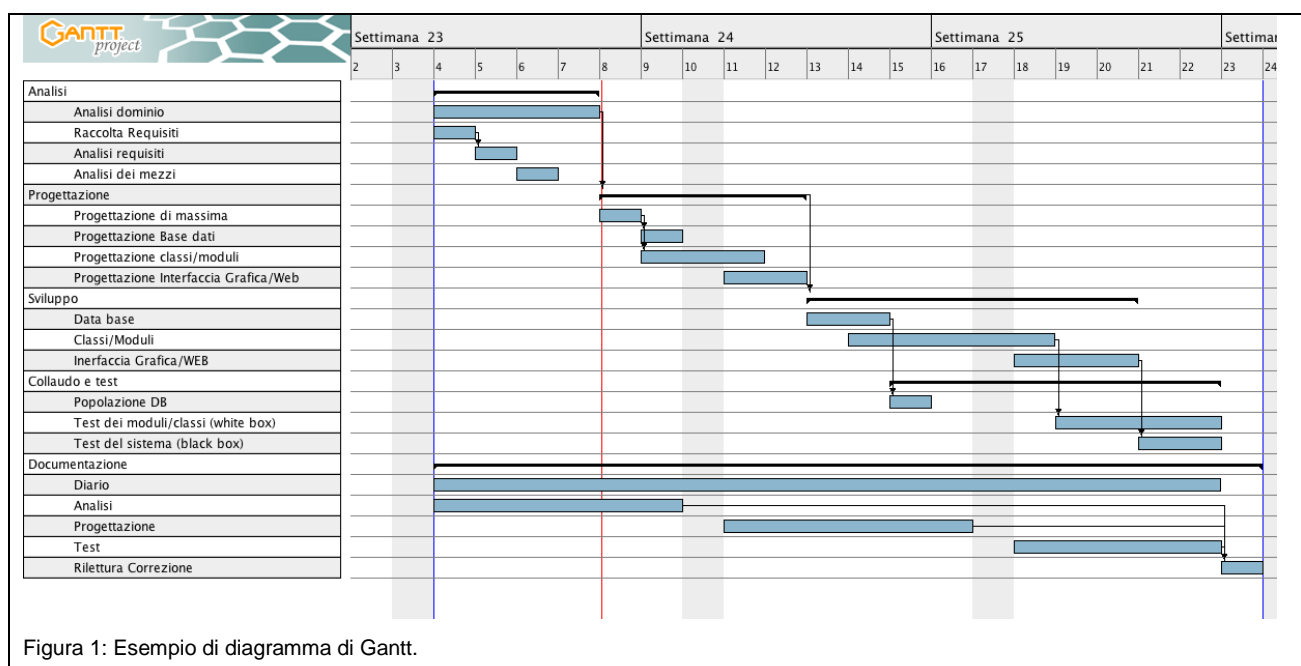 GANTT
project
Settimana 23
Settimana 24
Settimana 25
Settimar
2 3 4 5 6 7 8 9 10 11 12 13 14 15 16 17 18 19 20 21 22 23 24
Analisi
Analisi dominio
Raccolta Requisiti
Analisi requisiti
Analisi dei mezzi
Progettazione
Progettazione di massima
Progettazione Base dati
Progettazione classi/moduli
Progettazione Interfaccia Grafica/Web
Sviluppo
Data base
Classi/Moduli
Inerfaccia Grafica/WEB
Collaudo e test
Popolazione DB
Test dei moduli/classi (white box)
Test del sistema (black box)
Documentazione
Diario
Analisi
Progettazione
Test
Rilettura Correzione
Figura 1: Esempio di diagramma di Gantt.